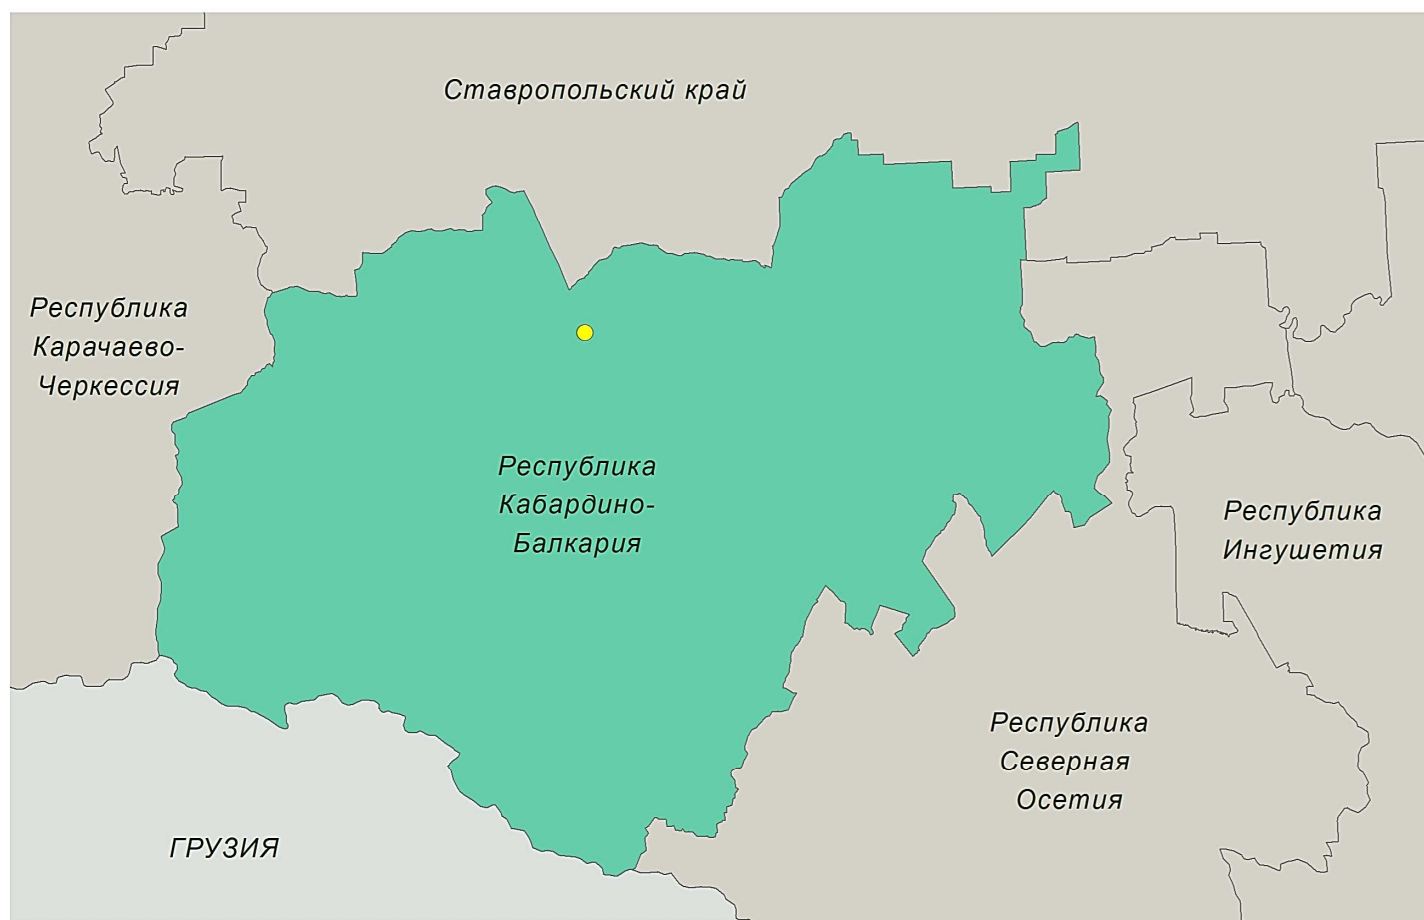 Ставропольский край
Республика
Карачаево-
Черкессия
Республика
Кабардино-
Балкария
Республика
Ингушетия
Республика
Северная
Осетия
ГРУЗИЯ